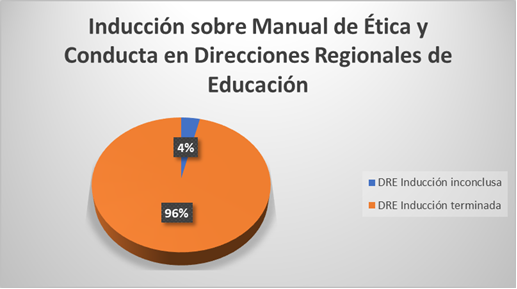 Inducción sobre Manual de Ética y
Conducta en Direcciones Regionales de
Educación
4%
96%
DRE Inducción inconclusa
DRE Inducción terminada